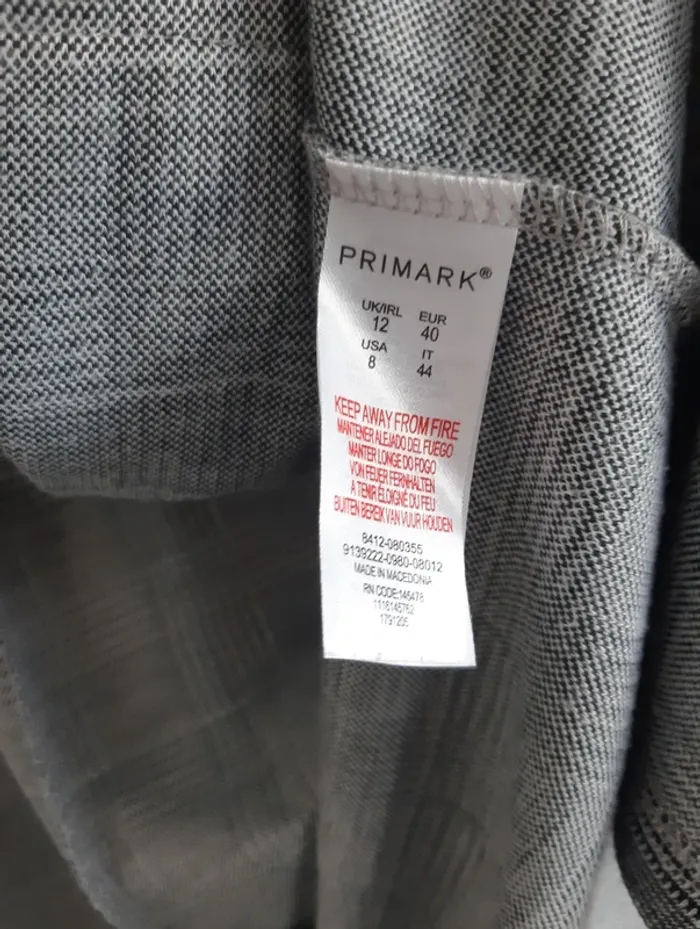 PRIMARK®
UK/IRL EUR
12 40
USA IT
8 44
KEEP AWAY FROM FIRE
MANTENER ALEJADO DEL FUEGO
MANTER LONGE DO FOGO
VON FEUER FERNHALTEN
A TENIR ÉLOIGNÉ DU FEU
BUITEN BEREIK VAN VUUR HOUDEN
8412-080355
9139222-0980-08012
MADE IN MACEDONIA
RN CODE:146478
1116145762
1791205